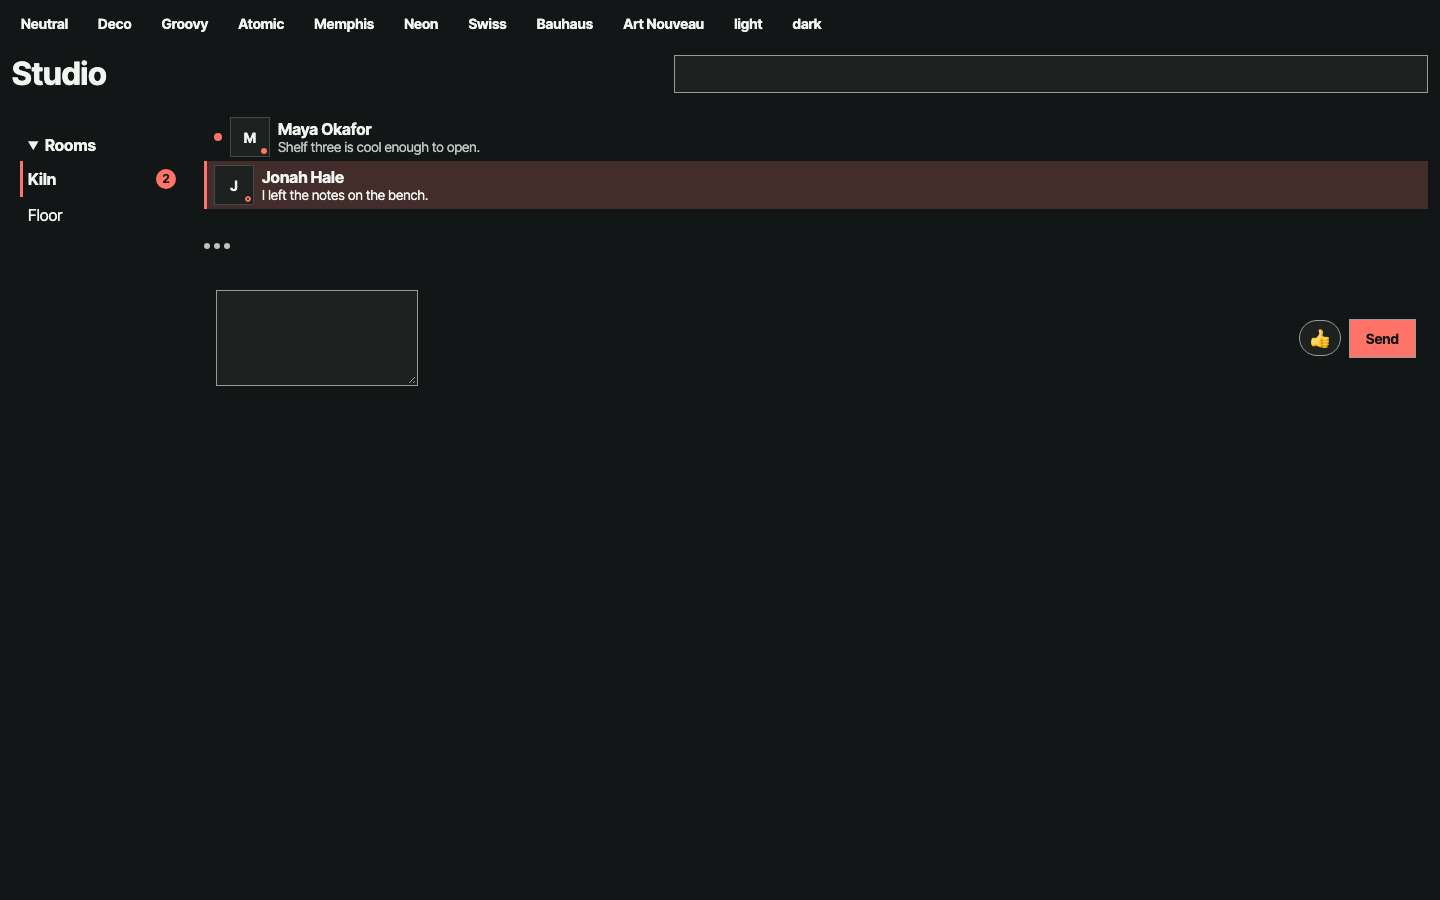 Neutral Deco Groovy Atomic Memphis Neon Swiss Bauhaus Art Nouveau light dark
Studio
▼ Rooms
Kiln 2
Floor
M Maya Okafor
Shelf three is cool enough to open.
J Jonah Hale
I left the notes on the bench.
👍 Send